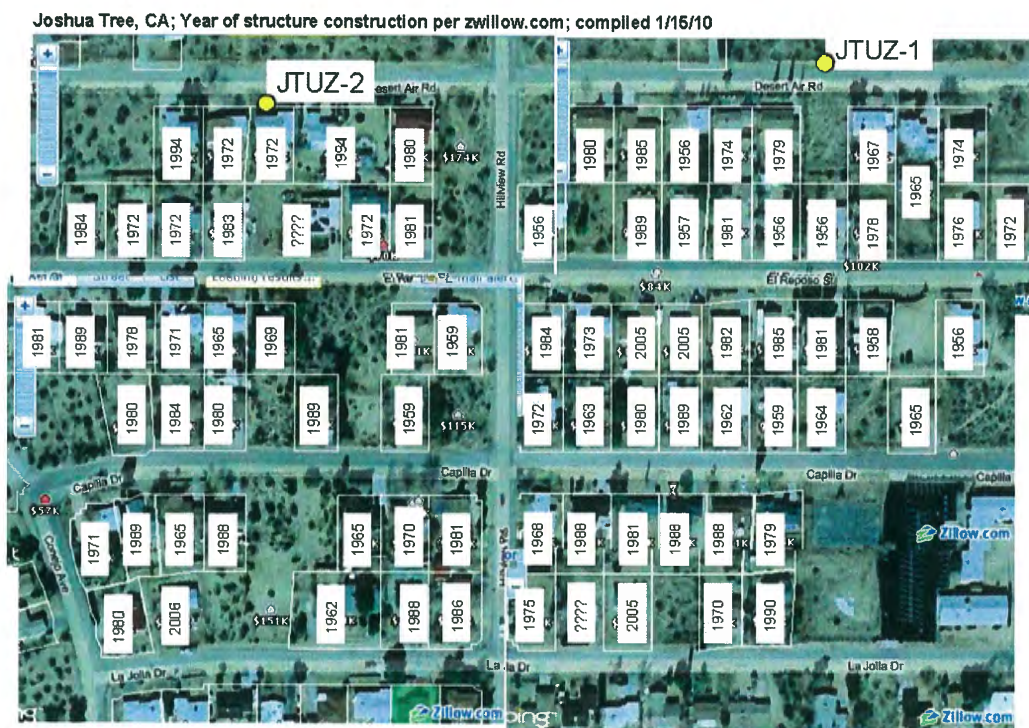 Joshua Tree, CA; Year of structure construction per zwillow.com; compiled 1/15/10
JTUZ-2
JTUZ-1
Desert Air Rd
1994 1972 1972 1994 1980 $174K
Hillview Rd
1980 1985 1956 1974 1979 1967 1965 1974
1984 1972 1972 1983 ???? 1972 1981
1956 1989 1957 1981 1956 1956 1978 1976 1972
$102K
$84K
El Reposo St
1981 1989 1978 1971 1965 1969 1981 1959
1984 1973 2005 2005 1982 1985 1981 1958 1956
1980 1984 1980 1989 1959 $115K
1972 1963 1980 1989 1962 1959 1964 1965
Capilla Dr
Capilla Dr
Capilla Dr
Capilla
$57K
Conejo Ave
1971 1989 1965 1988 1965 1970 1981
1968 1988 1981 1988 1988 1979
Zillow.com
1980 2006 $151K 1962 1988 1986
1975 ???? 2005 1970 1990
La Jolla Dr
La Jolla Dr
Zillow.com
Zillow.com